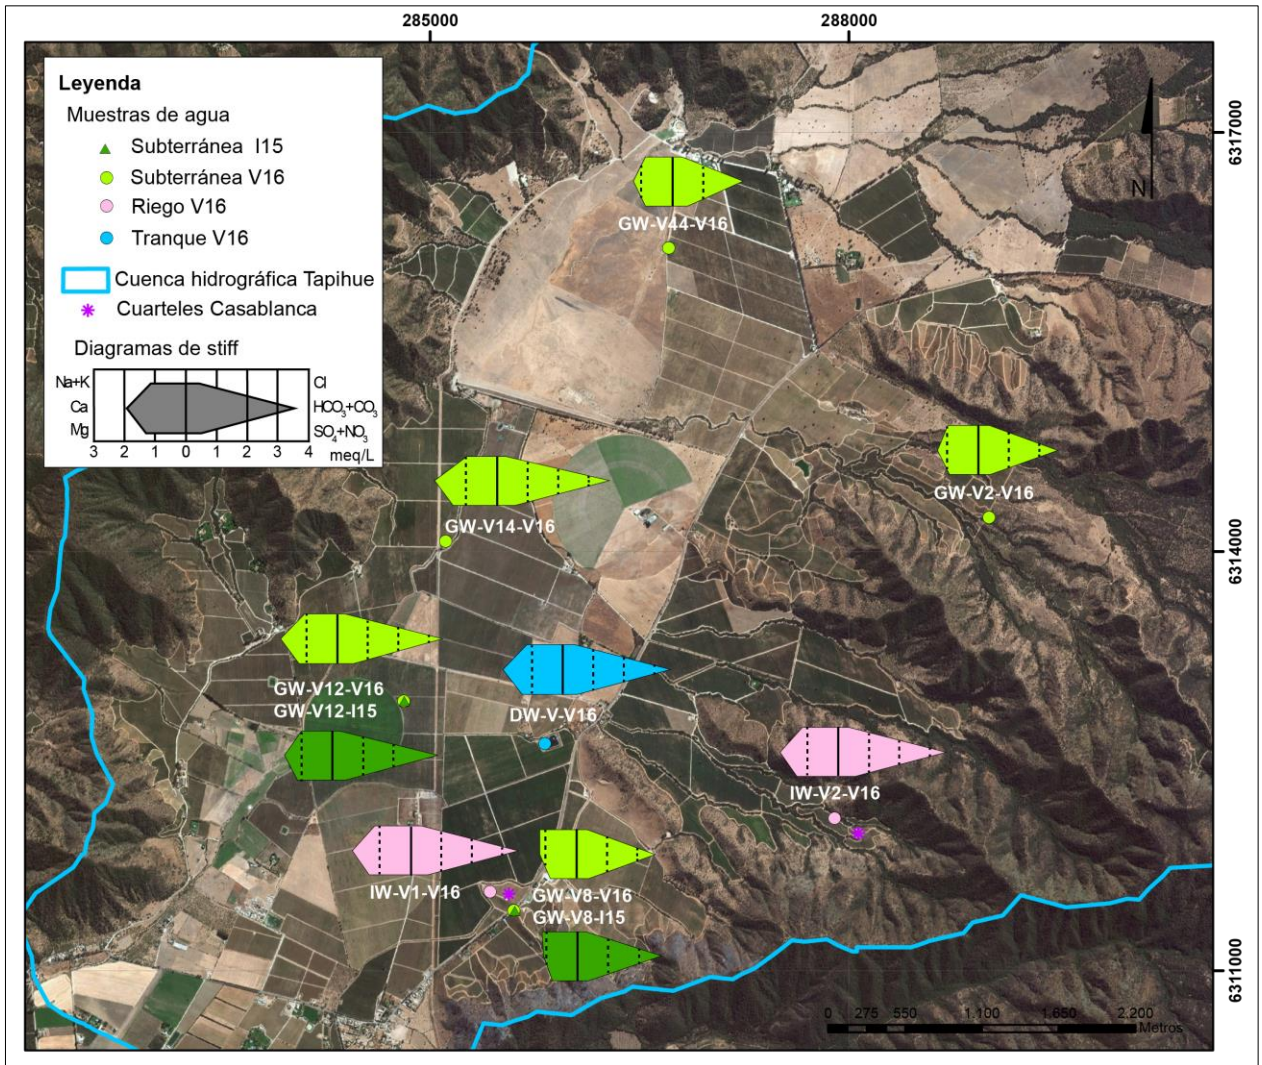 285000
288000
6317000
6314000
6311000
Leyenda
Muestras de agua
Subterránea I15
Subterránea V16
Riego V16
Tranque V16
Cuenca hidrográfica Tapihue
Cuarteles Casablanca
Diagramas de stiff
Na+K
Cl
Ca
HCO3+CO3
Mg
SO4+NO3
3 2 1 0 1 2 3 4
meq/L
N
GW-V44-V16
GW-V2-V16
GW-V14-V16
GW-V12-V16
GW-V12-I15
DW-V-V16
IW-V2-V16
IW-V1-V16
GW-V8-V16
GW-V8-I15
0 275 550 1.100 1.650 2.200
Metros